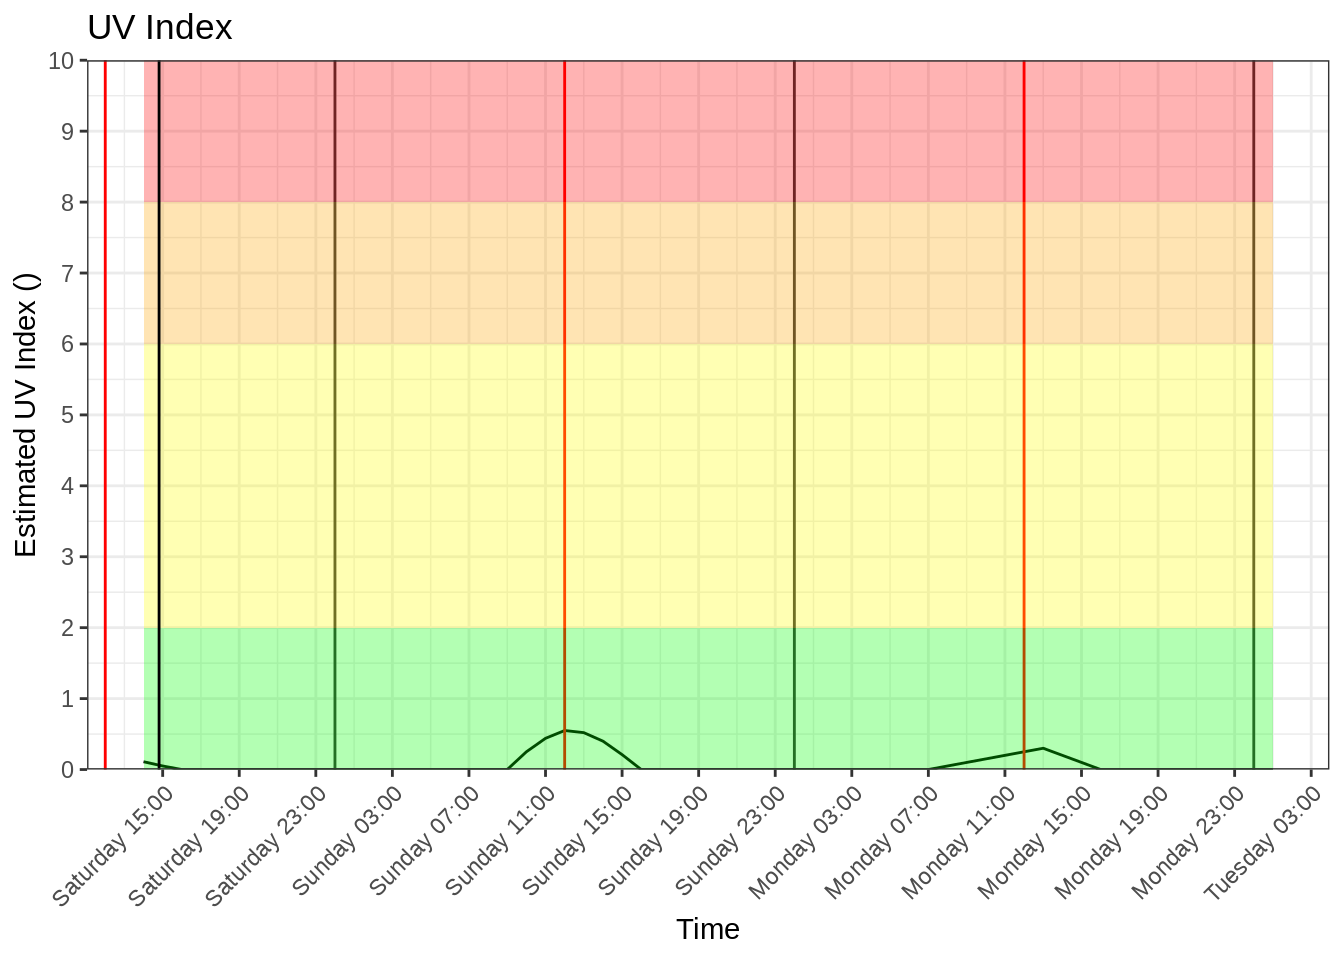 UV Index
Estimated UV Index ()
10
9
8
7
6
5
4
3
2
1
0
Saturday 15:00
Saturday 19:00
Saturday 23:00
Sunday 03:00
Sunday 07:00
Sunday 11:00
Sunday 15:00
Sunday 19:00
Sunday 23:00
Monday 03:00
Monday 07:00
Monday 11:00
Monday 15:00
Monday 19:00
Monday 23:00
Tuesday 03:00
Time